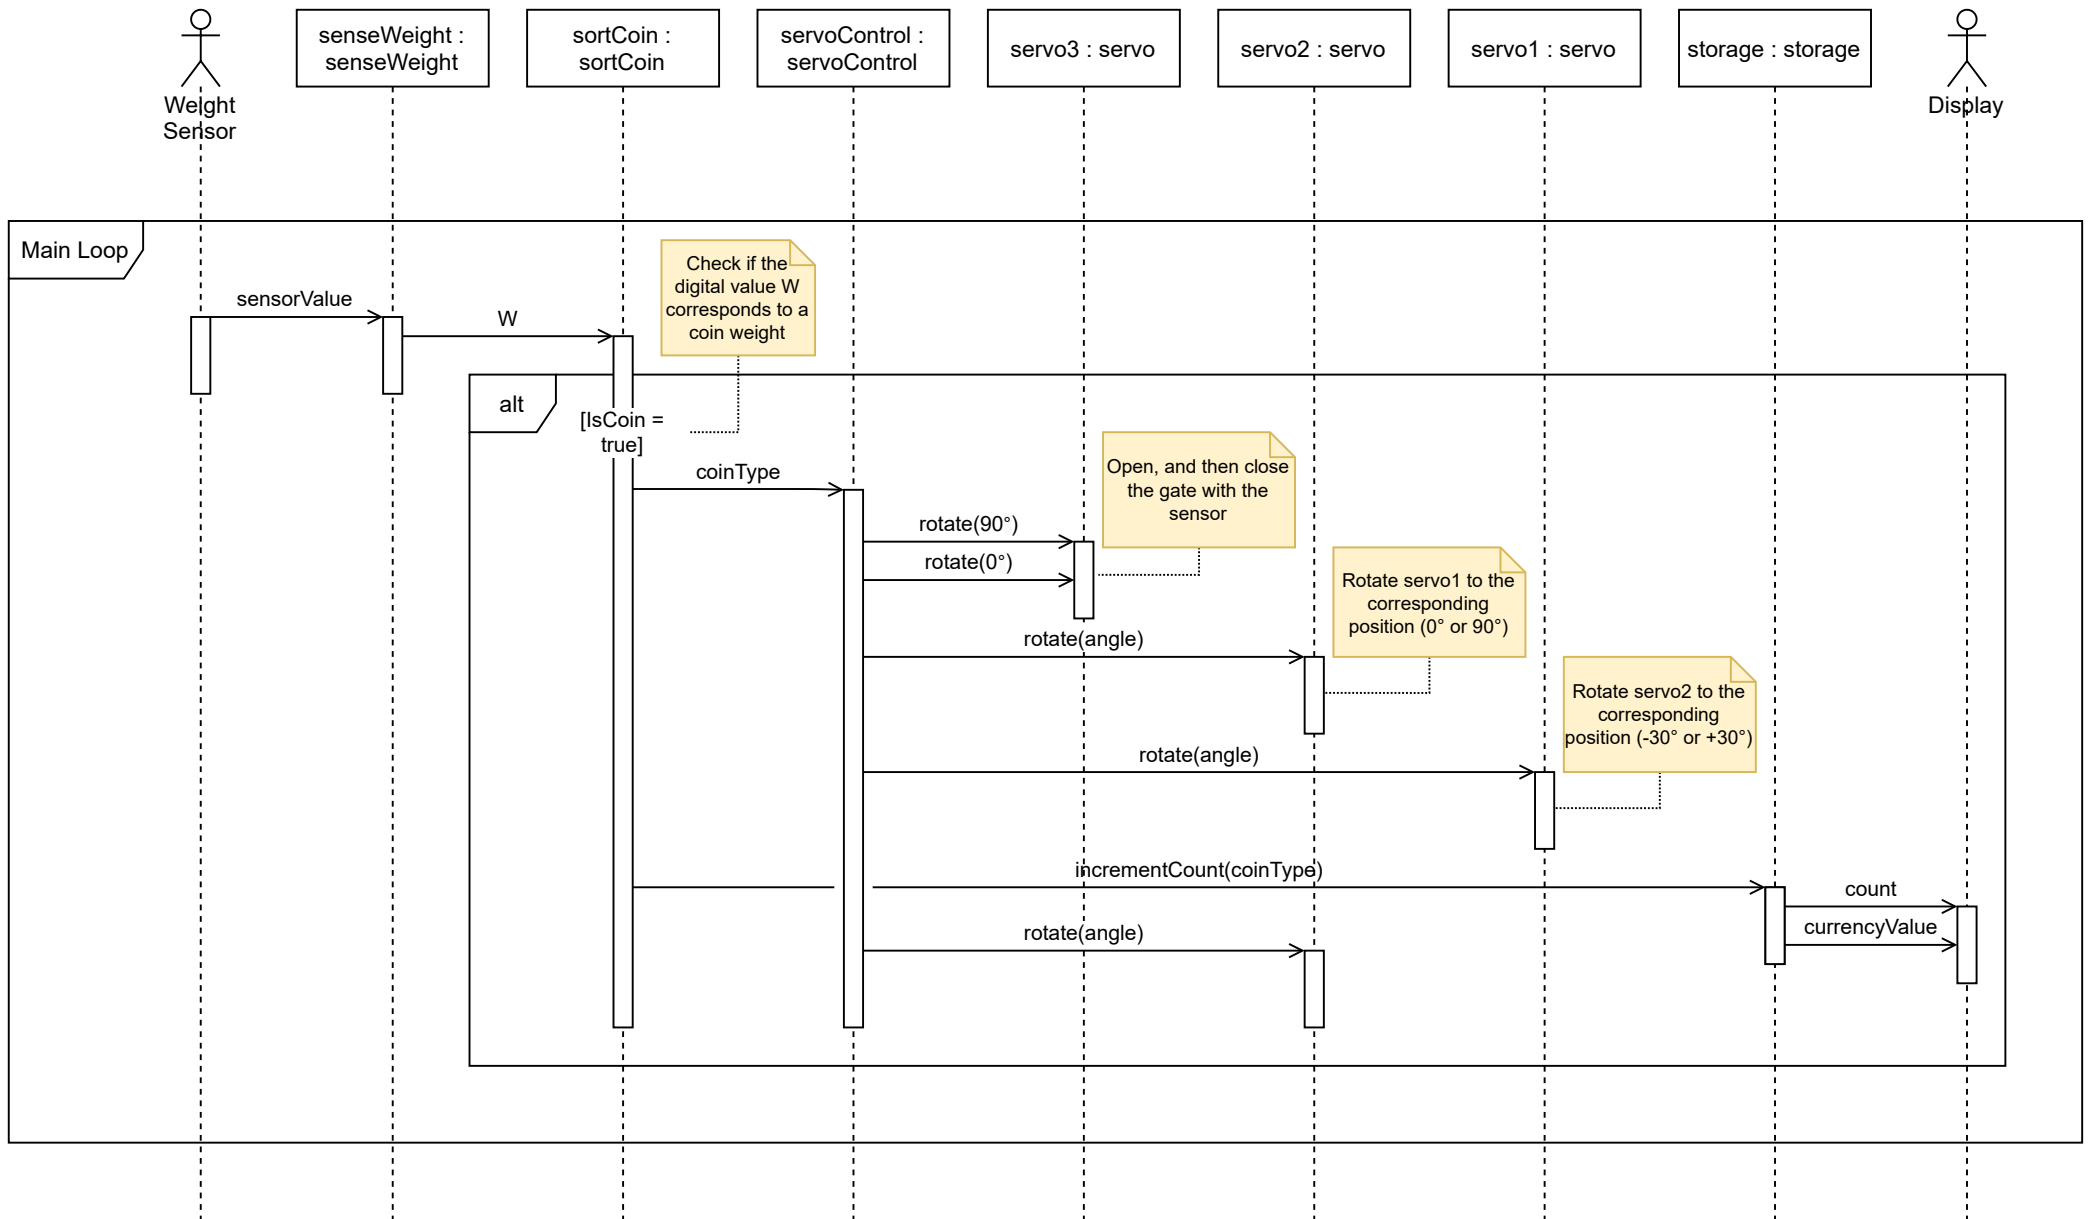 senseWeight :
senseWeight
sortCoin :
sortCoin
servoControl :
servoControl
servo3 : servo
servo2 : servo
servo1 : servo
storage : storage
Weight
Sensor
Display
Main Loop
Check if the
digital value W
corresponds to a
coin weight
sensorValue
W
alt
[IsCoin =
true]
coinType
Open, and then close
the gate with the
sensor
rotate(90°)
rotate(0°)
Rotate servo1 to the
corresponding
position (0° or 90°)
rotate(angle)
Rotate servo2 to the
corresponding
position (-30° or +30°)
rotate(angle)
incrementCount(coinType)
count
currencyValue
rotate(angle)